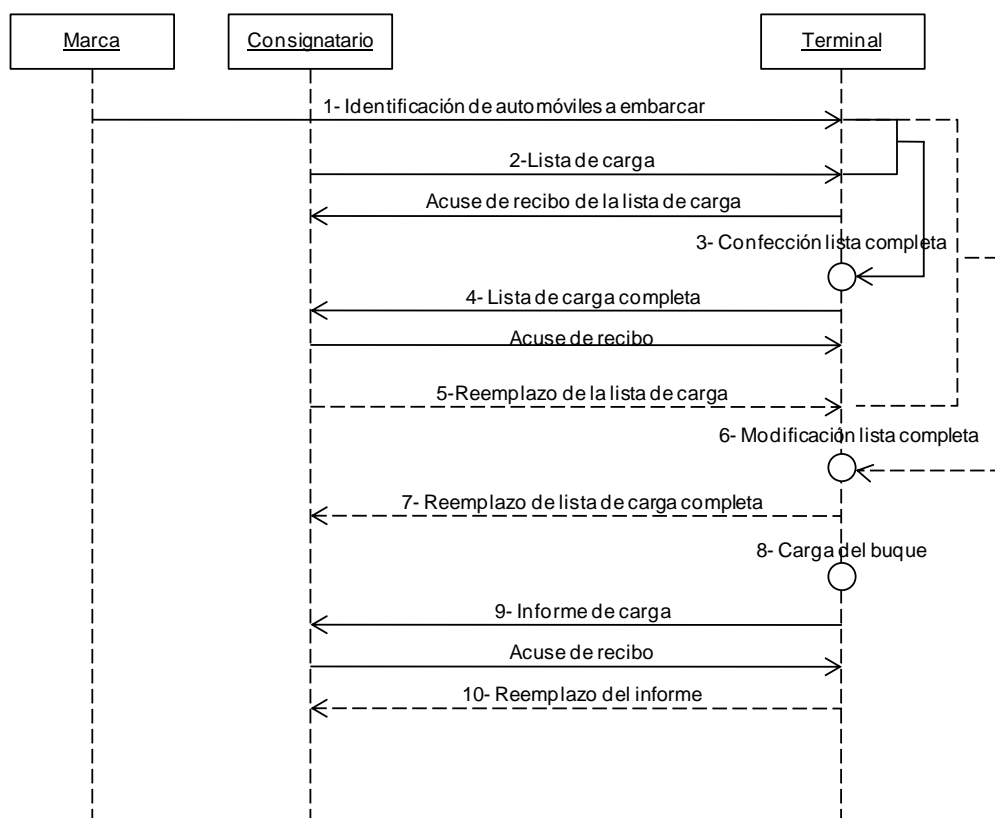 Marca
Consignatario
Terminal
1- Identificación de automóviles a embarcar
2-Lista de carga
Acuse de recibo de la lista de carga
3- Confección lista completa
4- Lista de carga completa
Acuse de recibo
5-Reemplazo de la lista de carga
6- Modificación lista completa
7- Reemplazo de lista de carga completa
8- Carga del buque
9- Informe de carga
Acuse de recibo
10- Reemplazo del informe